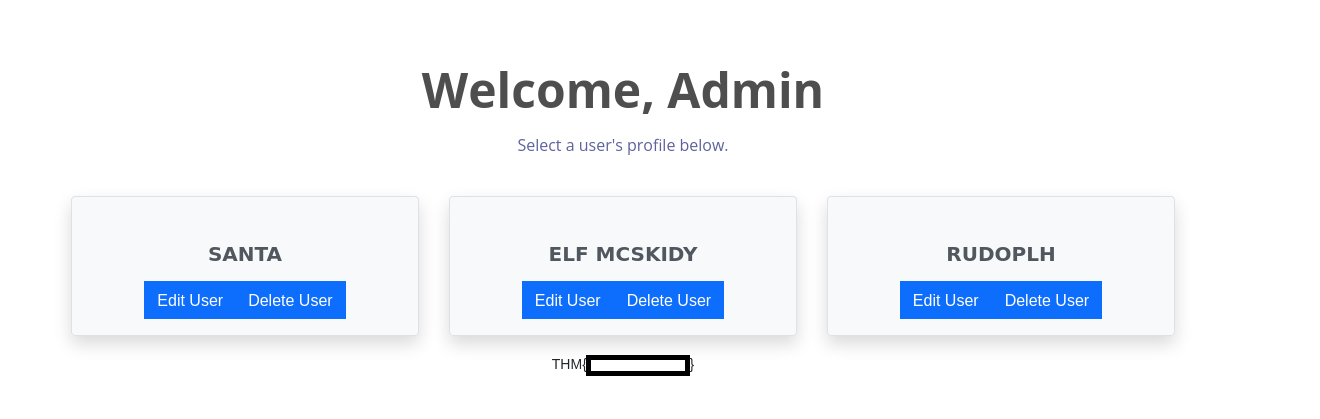 Welcome, Admin
Select a user's profile below.
SANTA
ELF MCSKIDY
RUDOPLH
Edit User Delete User
Edit User Delete User
Edit User Delete User
THM{ }